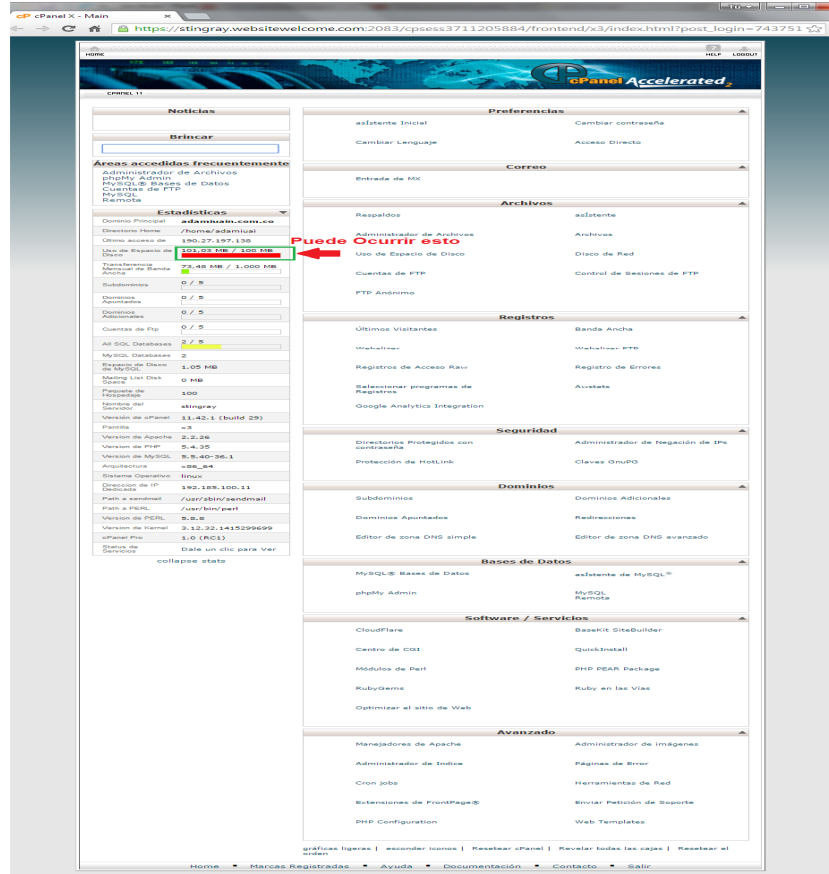 cPanel X - Main
https://stingray.websitewelcome.com:2083/cpsess3711205884/frontend/x3/index.html?post_login=743751
HOME
HELP LOGOUT
cPanel Accelerated2
CPANEL 11
Noticias
Brincar
Áreas accedidas frecuentemente
Administrador de Archivos
phpMy Admin
MySQL® Bases de Datos
Cuentas de FTP
MySQL
Remota
Estadísticas
Dominio Principal adamiuain.com.co
Directorio Home /home/adamiuai
Último acceso de 190.27.197.138
Uso de Espacio de Disco 101,03 MB / 100 MB
Transferencia Mensual de Banda Ancha 73,48 MB / 1.000 MB
Subdominios 0 / 5
Dominios Apuntados 0 / 5
Dominios Adicionales 0 / 5
Cuentas de Ftp 0 / 5
All SQL Databases 2 / 5
MySQL Databases 2
Espacio de Disco de MySQL 1.05 MB
Mailing List Disk Space 0 MB
Paquete de Hospedaje 100
Nombre del Servidor stingray
Versión de cPanel 11.42.1 (build 29)
Pantilla x3
Version de Apache 2.2.26
Version de PHP 5.4.35
Version de MySQL 5.5.40-36.1
Arquitectura x86_64
Sistema Operativo linux
Direccion de IP Dedicada 192.185.100.11
Path a sendmail /usr/sbin/sendmail
Path a PERL /usr/bin/perl
Version de PERL 5.8.8
Version de Kernel 3.12.32.1415299699
cPanel Pro 1.0 (RC1)
Status de Servicios Dale un clic para Ver
collapse stats
Preferencias
asístente Inicial
Cambiar contraseña
Cambiar Lenguaje
Acceso Directo
Correo
Entrada de MX
Archivos
Respaldos
asístente
Administrador de Archivos
Archivos
Puede Ocurrir esto
Uso de Espacio de Disco
Disco de Red
Cuentas de FTP
Control de Sesiones de FTP
FTP Anónimo
Registros
Últimos Visitantes
Banda Ancha
Webaliver
Webaliver FTP
Registros de Acceso Raw
Registro de Errores
Seleccionar programas de Registros
Awstats
Google Analytics Integration
Seguridad
Directorios Protegidos con contraseña
Administrador de Negación de IPs
Protección de HotLink
Claves GnuPG
Dominios
Subdominios
Dominios Adicionales
Dominios Apuntados
Redirecciones
Editor de zona DNS simple
Editor de zona DNS avanzado
Bases de Datos
MySQL® Bases de Datos
asístente de MySQL®
phpMy Admin
MySQL
Remota
Software / Servicios
CloudFlare
BaseKit SiteBuilder
Centro de CGI
QuickInstall
Módulos de Perl
PHP PEAR Package
RubyGems
Ruby en las Vías
Optimizar el sitio de Web
Avanzado
Manejadores de Apache
Administrador de imágenes
Administrador de Indice
Páginas de Error
Cron jobs
Herramientas de Red
Extensiones de FrontPage®
Enviar Petición de Soporte
PHP Configuration
Web Templates
gráficas ligeras | esconder iconos | Resetear cPanel | Revelar todas las cajas | Resetear el
orden
Home • Marcas Registradas • Ayuda • Documentación • Contacto • Salir